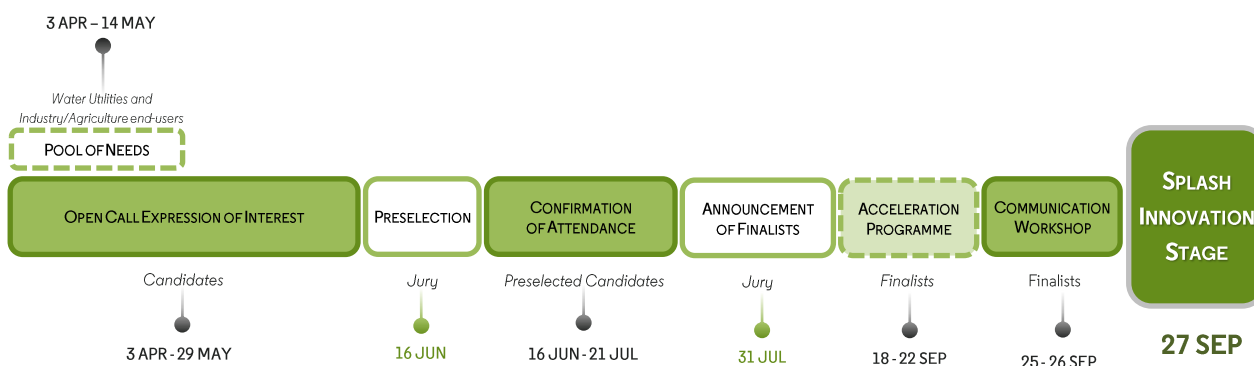 3 APR – 14 MAY
Water Utilities and
Industry/Agriculture end-users
POOL OF NEEDS
OPEN CALL EXPRESSION OF INTEREST
PRESELECTION
CONFIRMATION
OF ATTENDANCE
ANNOUNCEMENT
OF FINALISTS
ACCELERATION
PROGRAMME
COMMUNICATION
WORKSHOP
SPLASH
INNOVATION
STAGE
Candidates
Jury
Preselected Candidates
Jury
Finalists
Finalists
3 APR - 29 MAY
16 JUN
16 JUN - 21 JUL
31 JUL
18 - 22 SEP
25 - 26 SEP
27 SEP